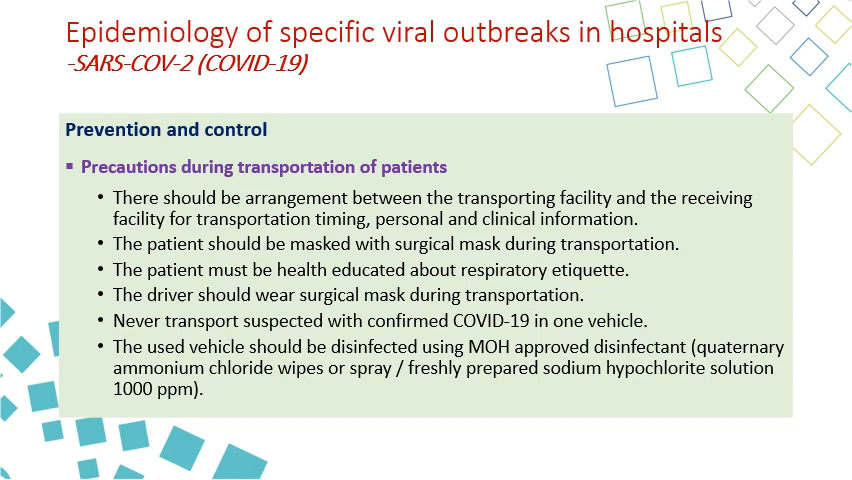 Epidemiology of specific viral outbreaks in hospitals
-SARS-COV-2 (COVID-19)
Prevention and control
▪ Precautions during transportation of patients
• There should be arrangement between the transporting facility and the receiving
facility for transportation timing, personal and clinical information.
• The patient should be masked with surgical mask during transportation.
• The patient must be health educated about respiratory etiquette.
• The driver should wear surgical mask during transportation.
• Never transport suspected with confirmed COVID-19 in one vehicle.
• The used vehicle should be disinfected using MOH approved disinfectant (quaternary
ammonium chloride wipes or spray / freshly prepared sodium hypochlorite solution
1000 ppm).